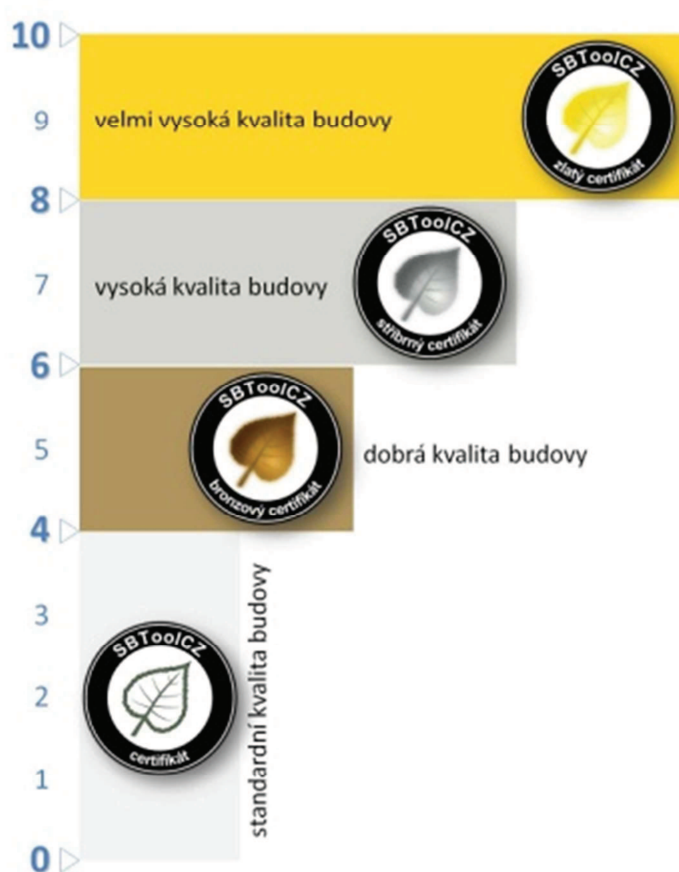 10
9
velmi vysoká kvalita budovy
SBToolCZ
zlatý certifikát
8
7
vysoká kvalita budovy
SBToolCZ
stříbrný certifikát
6
5
SBToolCZ
bronzový certifikát
dobrá kvalita budovy
4
3
2
SBToolCZ
certifikát
standardní kvalita budovy
1
0